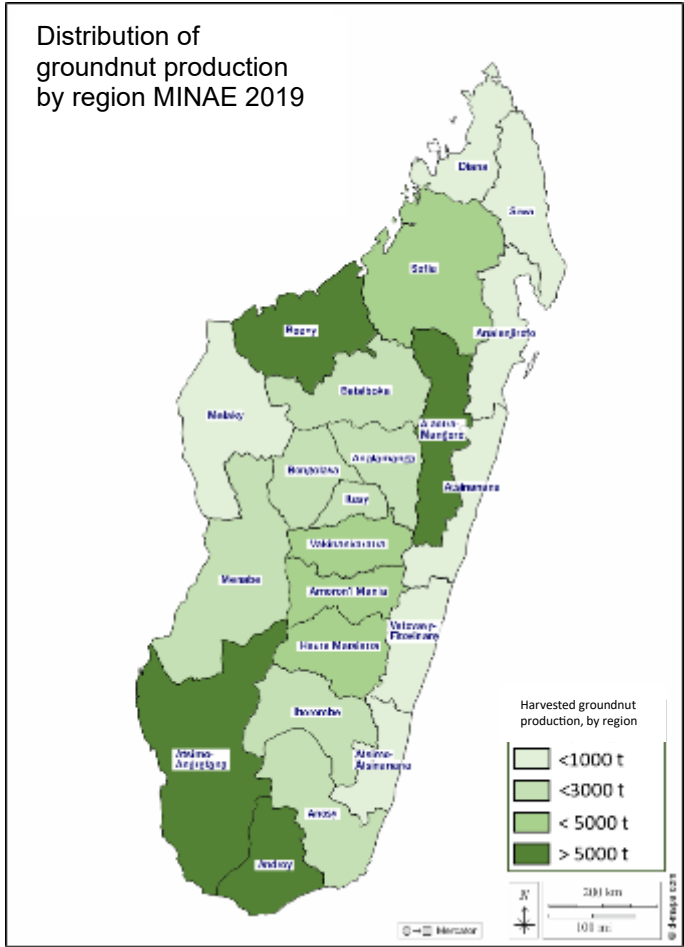 Distribution of
groundnut production
by region MINAE 2019
Diana
Sava
Sofia
Analanjirofo
Betsiboka
Melaky
Alaotra-
Mangoro
Analamanga
Bongolava
Itasy
Atsinanana
Vakinankaratra
Menabe
Amoron'i Mania
Vatovavy-
Fitovinany
Haute Matsiatra
Ihorombe
Atsimo-
Andrefana
Atsimo-
Atsinanana
Anosy
Androy
Harvested groundnut
production, by region
<1000 t
<3000 t
< 5000 t
> 5000 t
N
200 km
100 mi
Mercator